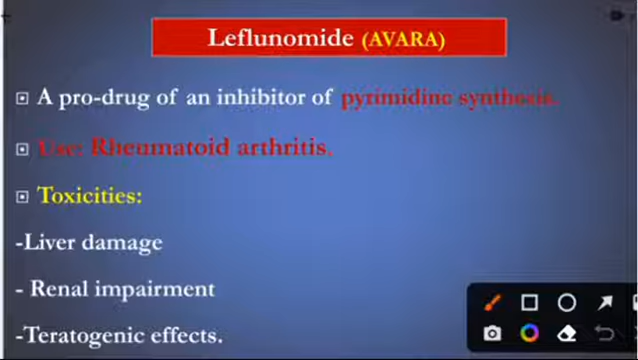 Leflunomide (AVARA)
A pro-drug of an inhibitor of pyrimidine synthesis.
Use: Rheumatoid arthritis.
Toxicities:
-Liver damage
- Renal impairment
-Teratogenic effects.